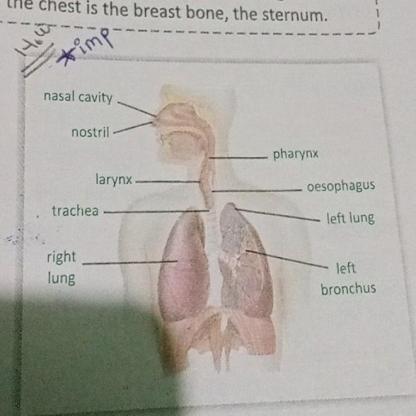 the chest is the breast bone, the sternum.
H.W
*imp
nasal cavity
nostril
pharynx
larynx
oesophagus
trachea
left lung
right
lung
left
bronchus